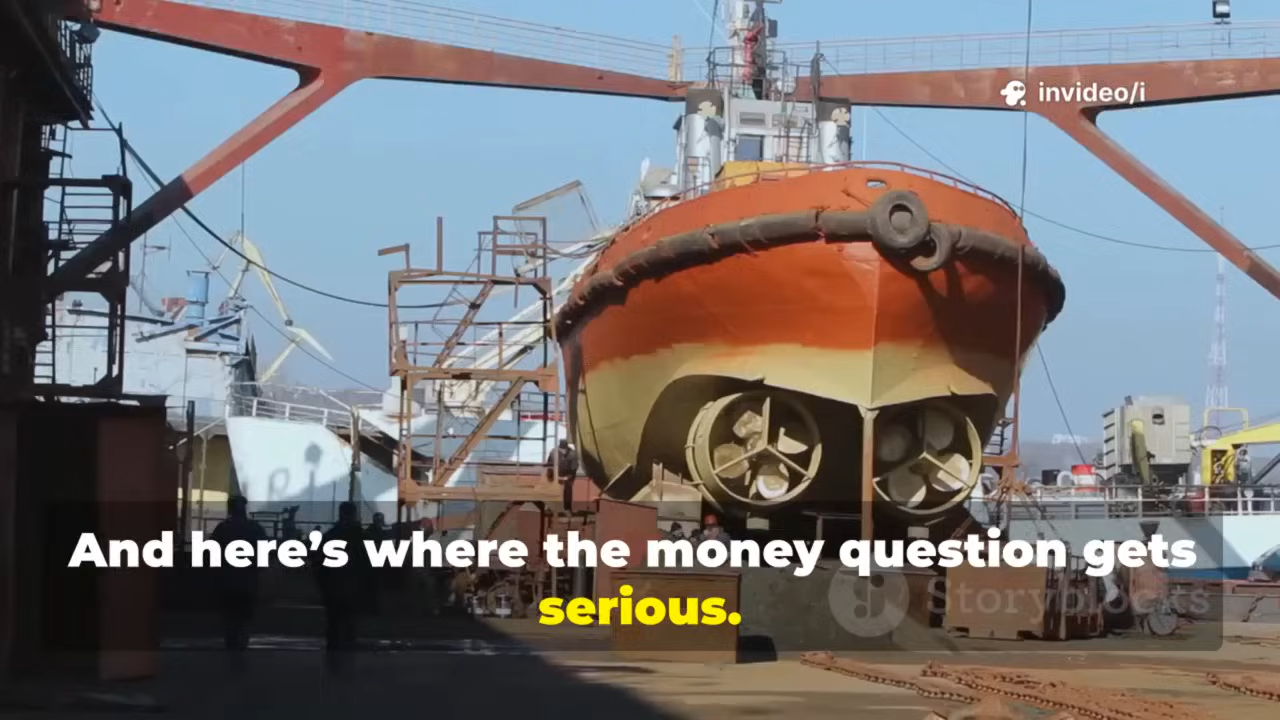 invideo/i
And here's where the money question gets
serious.
Storyblocks